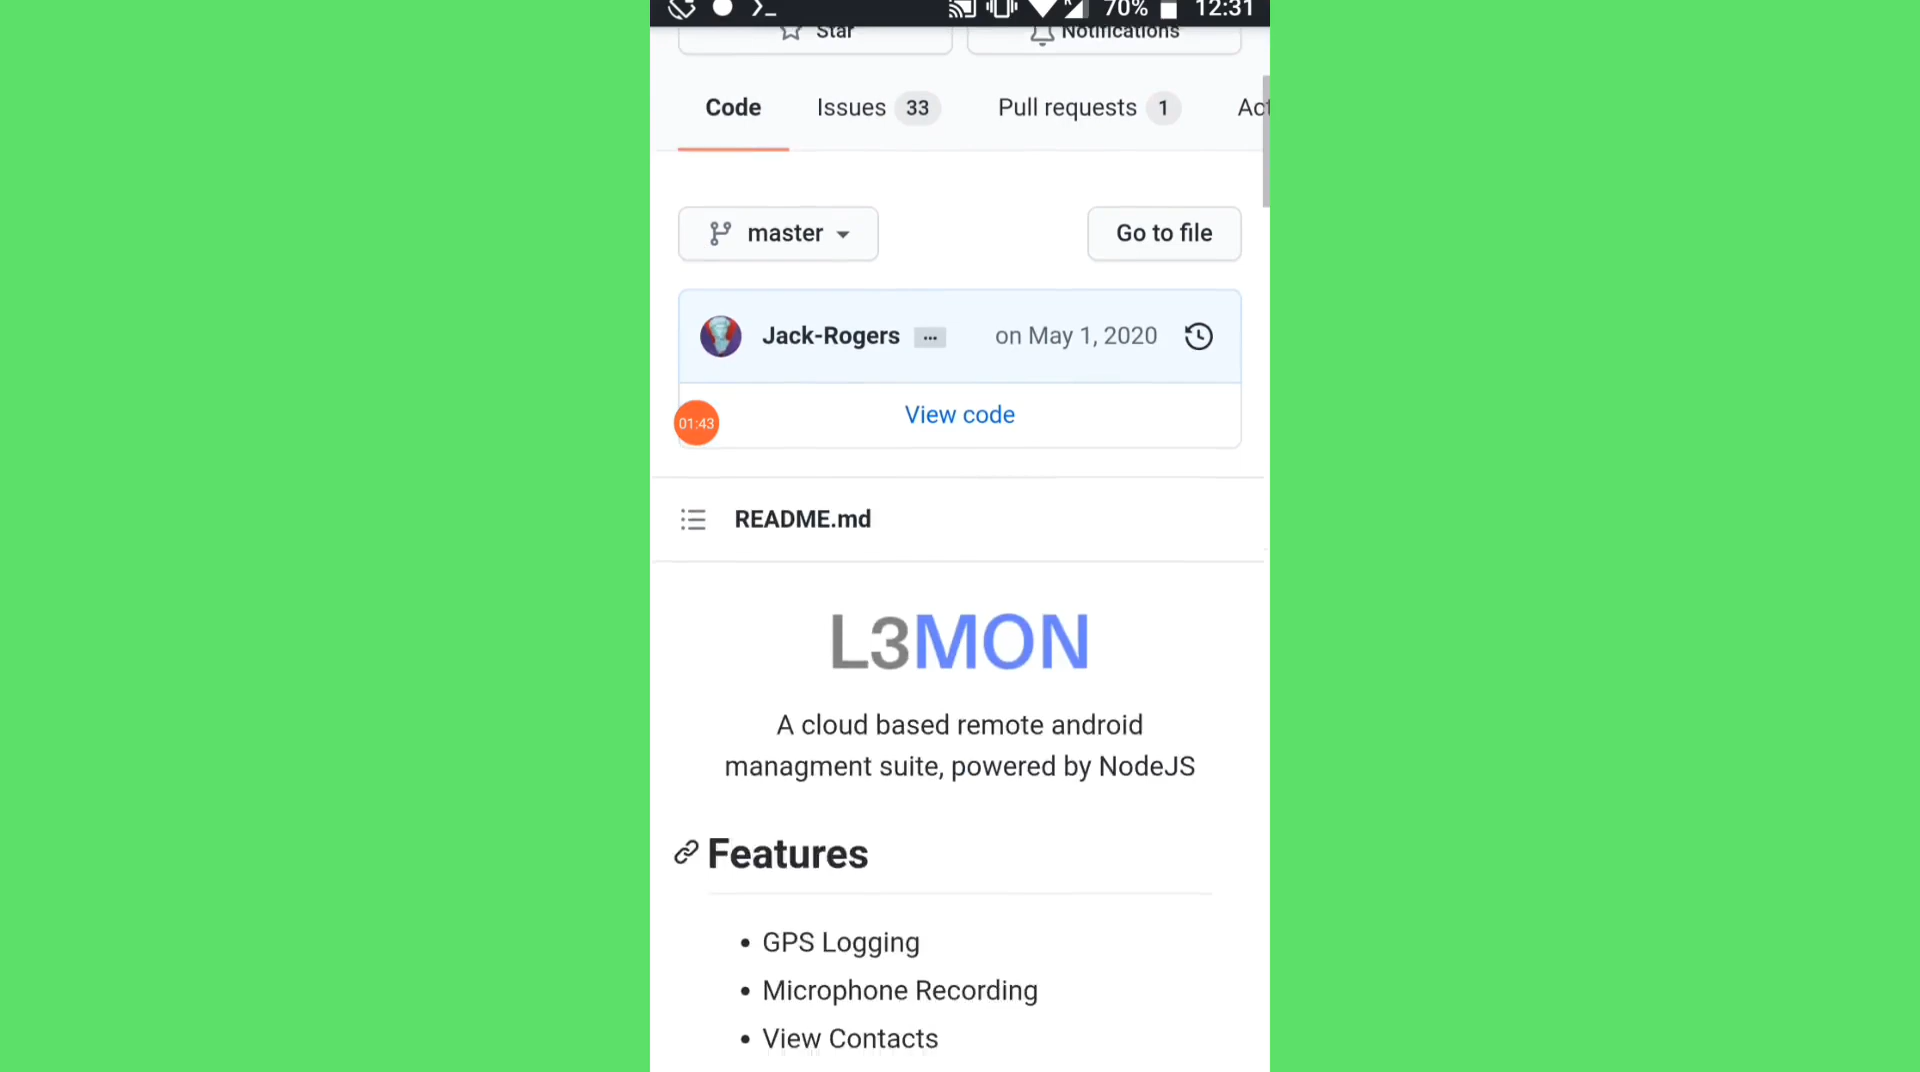 70% 12:31
Star Notifications
Code Issues 33 Pull requests 1 Act
master Go to file
Jack-Rogers ... on May 1, 2020
01:43 View code
README.md
L3MON
A cloud based remote android
managment suite, powered by NodeJS
Features
• GPS Logging
• Microphone Recording
• View Contacts